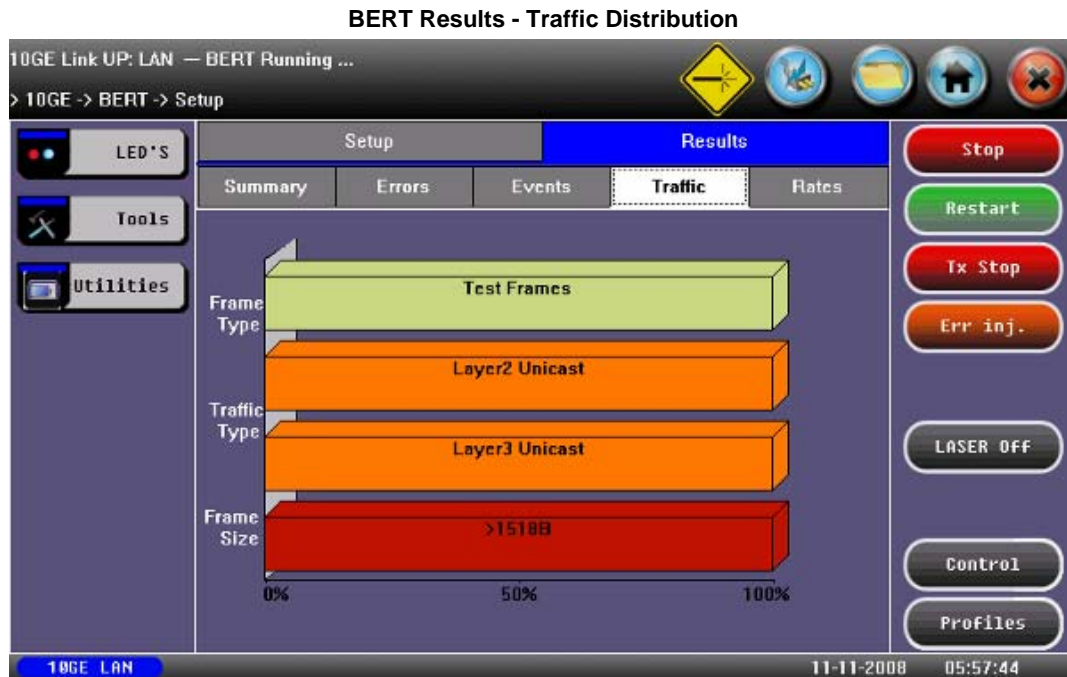 BERT Results - Traffic Distribution
10GE Link UP: LAN — BERT Running ...
> 10GE -> BERT -> Setup
LED'S
Tools
Utilities
Setup
Results
Summary
Errors
Events
Traffic
Rates
Frame Type
Test Frames
Traffic Type
Layer2 Unicast
Layer3 Unicast
Frame Size
>1518B
0%
50%
100%
Stop
Restart
Tx Stop
Err inj.
LASER Off
Control
Profiles
10GE LAN
11-11-2008
05:57:44